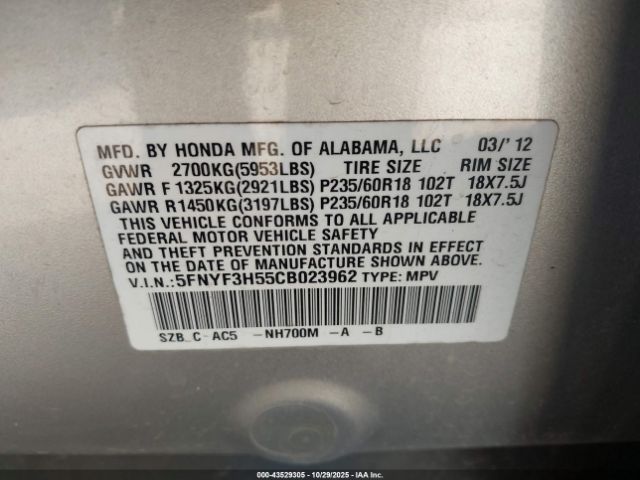 MFD. BY HONDA MFG. OF ALABAMA, LLC 03/' 12
GVWR 2700KG(5953LBS) TIRE SIZE RIM SIZE
GAWR F 1325KG(2921LBS) P235/60R18 102T 18X7.5J
GAWR R1450KG(3197LBS) P235/60R18 102T 18X7.5J
THIS VEHICLE CONFORMS TO ALL APPLICABLE
FEDERAL MOTOR VEHICLE SAFETY
AND THEFT PREVENTION STANDARDS IN EFFECT
ON THE DATE OF MANUFACTURE SHOWN ABOVE.
V.I.N.:5FNYF3H55CB023962 TYPE: MPV
SZB_C-AC5 -NH700M -A -B
000-43529305 - 10/29/2025 - IAA Inc.